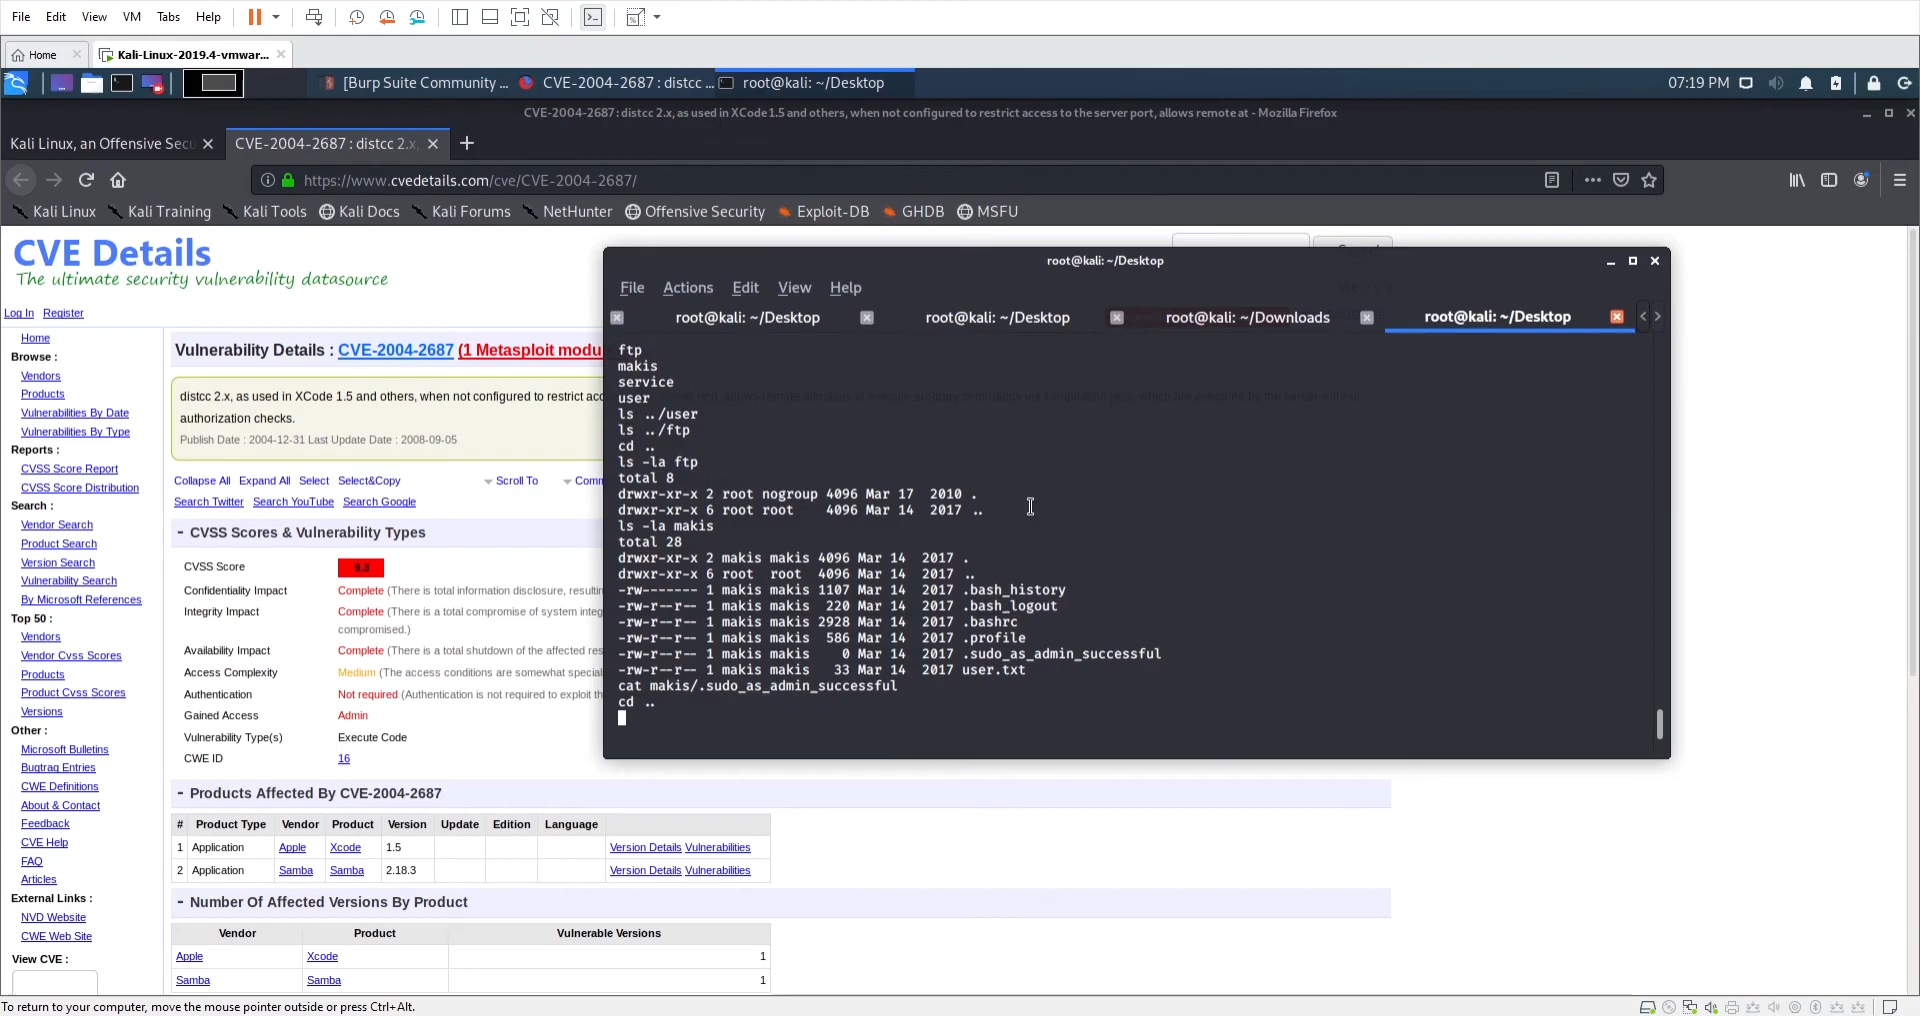 File Edit View VM Tabs Help
Home
Kali-Linux-2019.4-vmwar...
[Burp Suite Community ...
CVE-2004-2687 : distcc ...
root@kali: ~/Desktop
07:19 PM
CVE-2004-2687 : distcc 2.x, as used in XCode 1.5 and others, when not configured to restrict access to the server port, allows remote at - Mozilla Firefox
Kali Linux, an Offensive Secu
CVE-2004-2687 : distcc 2.x,
https://www.cvedetails.com/cve/CVE-2004-2687/
Kali Linux Kali Training Kali Tools Kali Docs Kali Forums NetHunter Offensive Security Exploit-DB GHDB MSFU
CVE Details
The ultimate security vulnerability datasource
Log In Register
Home
Browse :
Vendors
Products
Vulnerabilities By Date
Vulnerabilities By Type
Reports :
CVSS Score Report
CVSS Score Distribution
Search :
Vendor Search
Product Search
Version Search
Vulnerability Search
By Microsoft References
Top 50 :
Vendors
Vendor Cvss Scores
Products
Product Cvss Scores
Versions
Other :
Microsoft Bulletins
Bugtraq Entries
CWE Definitions
About & Contact
Feedback
CVE Help
FAQ
Articles
External Links :
NVD Website
CWE Web Site
View CVE :
Vulnerability Details : CVE-2004-2687 (1 Metasploit modu
distcc 2.x, as used in XCode 1.5 and others, when not configured to restrict acc
authorization checks.
Publish Date : 2004-12-31 Last Update Date : 2008-09-05
Collapse All Expand All Select Select&Copy Scroll To Comm
Search Twitter Search YouTube Search Google
- CVSS Scores & Vulnerability Types
CVSS Score 9.3
Confidentiality Impact Complete (There is total information disclosure, resultin
Integrity Impact Complete (There is a total compromise of system integ
compromised.)
Availability Impact Complete (There is a total shutdown of the affected res
Access Complexity Medium (The access conditions are somewhat special
Authentication Not required (Authentication is not required to exploit th
Gained Access Admin
Vulnerability Type(s) Execute Code
CWE ID 16
- Products Affected By CVE-2004-2687
# Product Type Vendor Product Version Update Edition Language
1 Application Apple Xcode 1.5 Version Details Vulnerabilities
2 Application Samba Samba 2.18.3 Version Details Vulnerabilities
- Number Of Affected Versions By Product
Vendor Product Vulnerable Versions
Apple Xcode 1
Samba Samba 1
root@kali: ~/Desktop
File Actions Edit View Help
root@kali: ~/Desktop
root@kali: ~/Desktop
root@kali: ~/Downloads
root@kali: ~/Desktop
ftp
makis
service
user
ls ../user
ls ../ftp
cd ..
ls -la ftp
total 8
drwxr-xr-x 2 root nogroup 4096 Mar 17  2010 .
drwxr-xr-x 6 root root    4096 Mar 14  2017 ..
ls -la makis
total 28
drwxr-xr-x 2 makis makis 4096 Mar 14  2017 .
drwxr-xr-x 6 root  root  4096 Mar 14  2017 ..
-rw------- 1 makis makis 1107 Mar 14  2017 .bash_history
-rw-r--r-- 1 makis makis  220 Mar 14  2017 .bash_logout
-rw-r--r-- 1 makis makis 2928 Mar 14  2017 .bashrc
-rw-r--r-- 1 makis makis  586 Mar 14  2017 .profile
-rw-r--r-- 1 makis makis    0 Mar 14  2017 .sudo_as_admin_successful
-rw-r--r-- 1 makis makis   33 Mar 14  2017 user.txt
cat makis/.sudo_as_admin_successful
cd ..
To return to your computer, move the mouse pointer outside or press Ctrl+Alt.